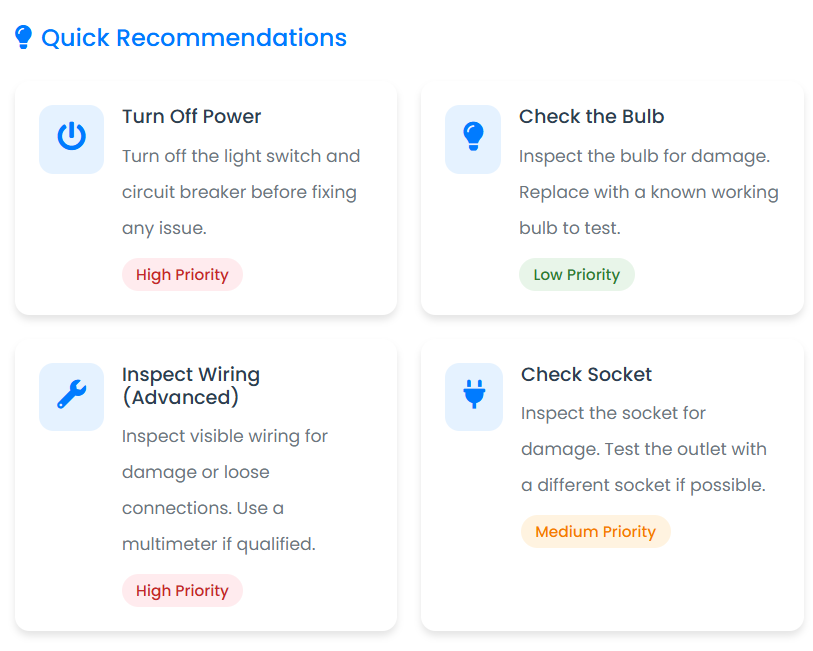 Quick Recommendations
Turn Off Power
Turn off the light switch and
circuit breaker before fixing
any issue.
High Priority
Check the Bulb
Inspect the bulb for damage.
Replace with a known working
bulb to test.
Low Priority
Inspect Wiring
(Advanced)
Inspect visible wiring for
damage or loose
connections. Use a
multimeter if qualified.
High Priority
Check Socket
Inspect the socket for
damage. Test the outlet with
a different socket if possible.
Medium Priority